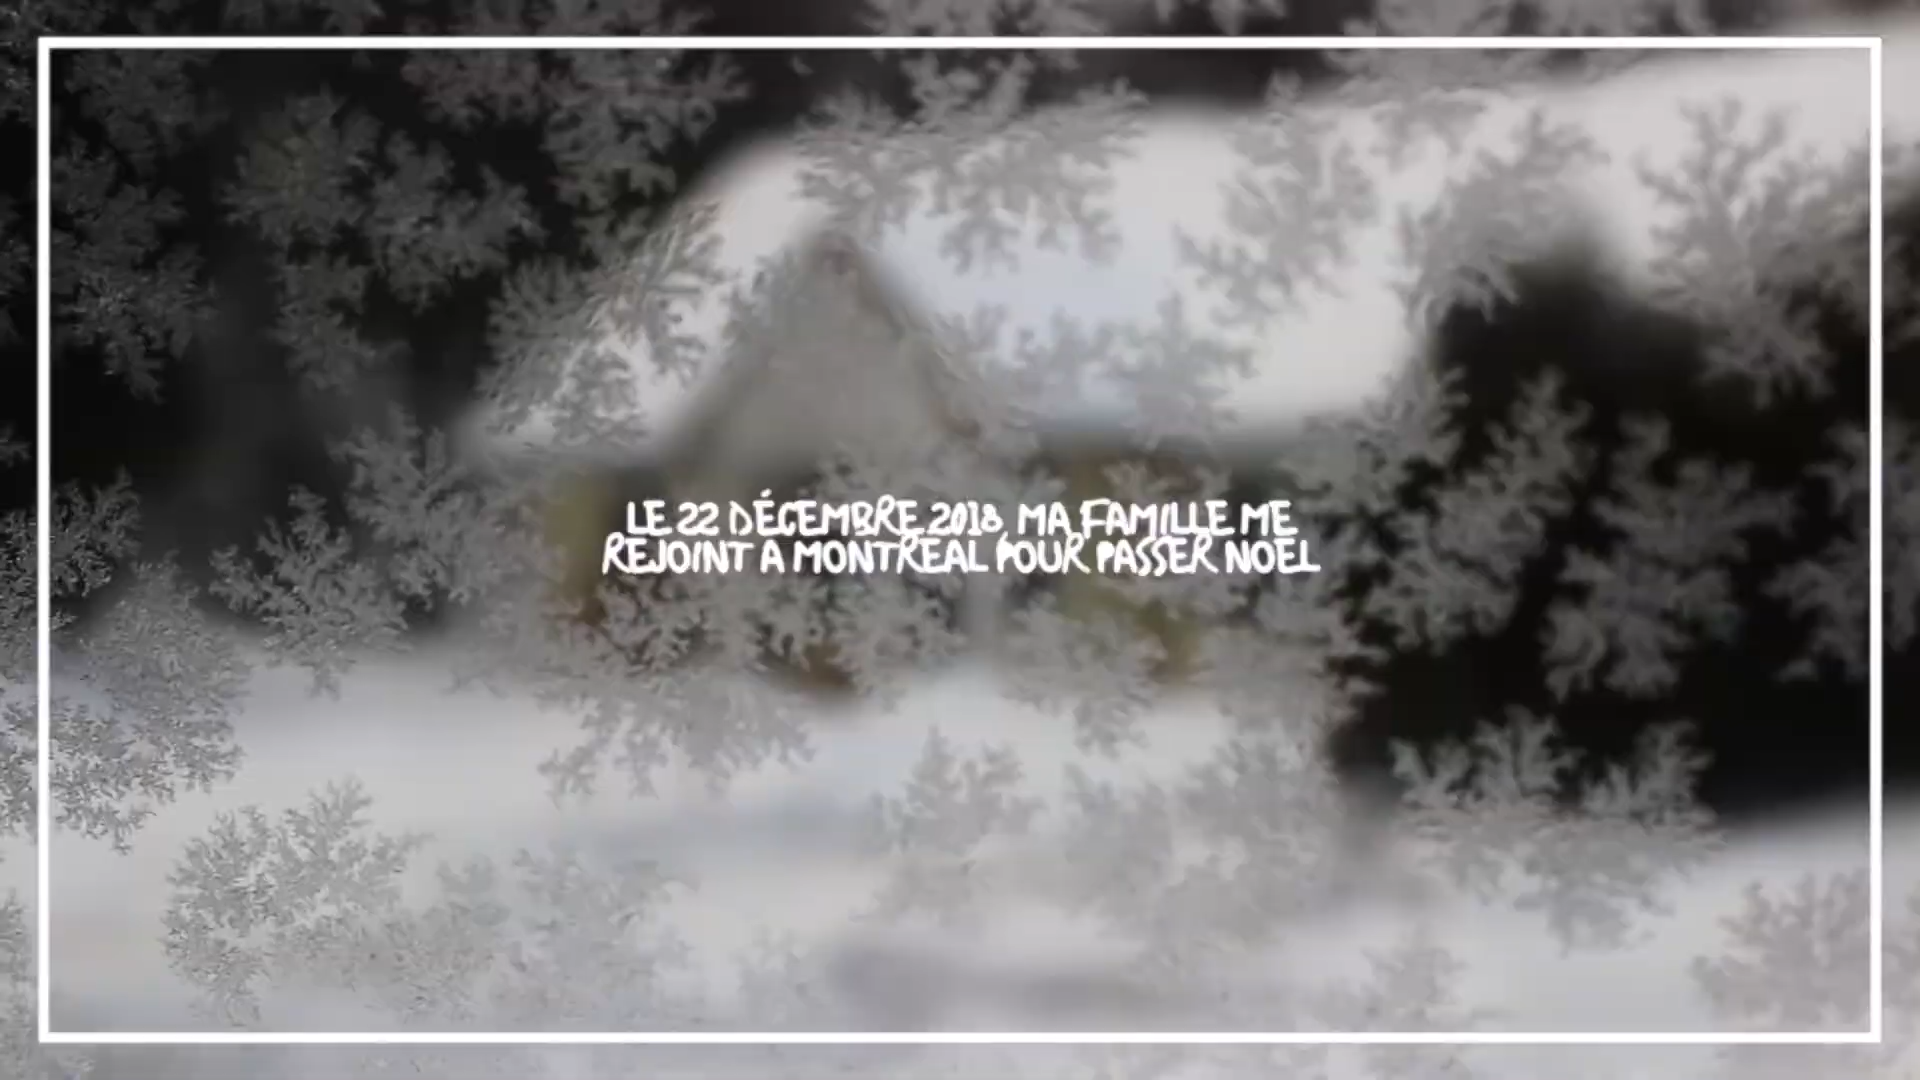 LE 22 DÉCEMBRE 2018, MA FAMILLE ME
REJOINT A MONTREAL POUR PASSER NOEL